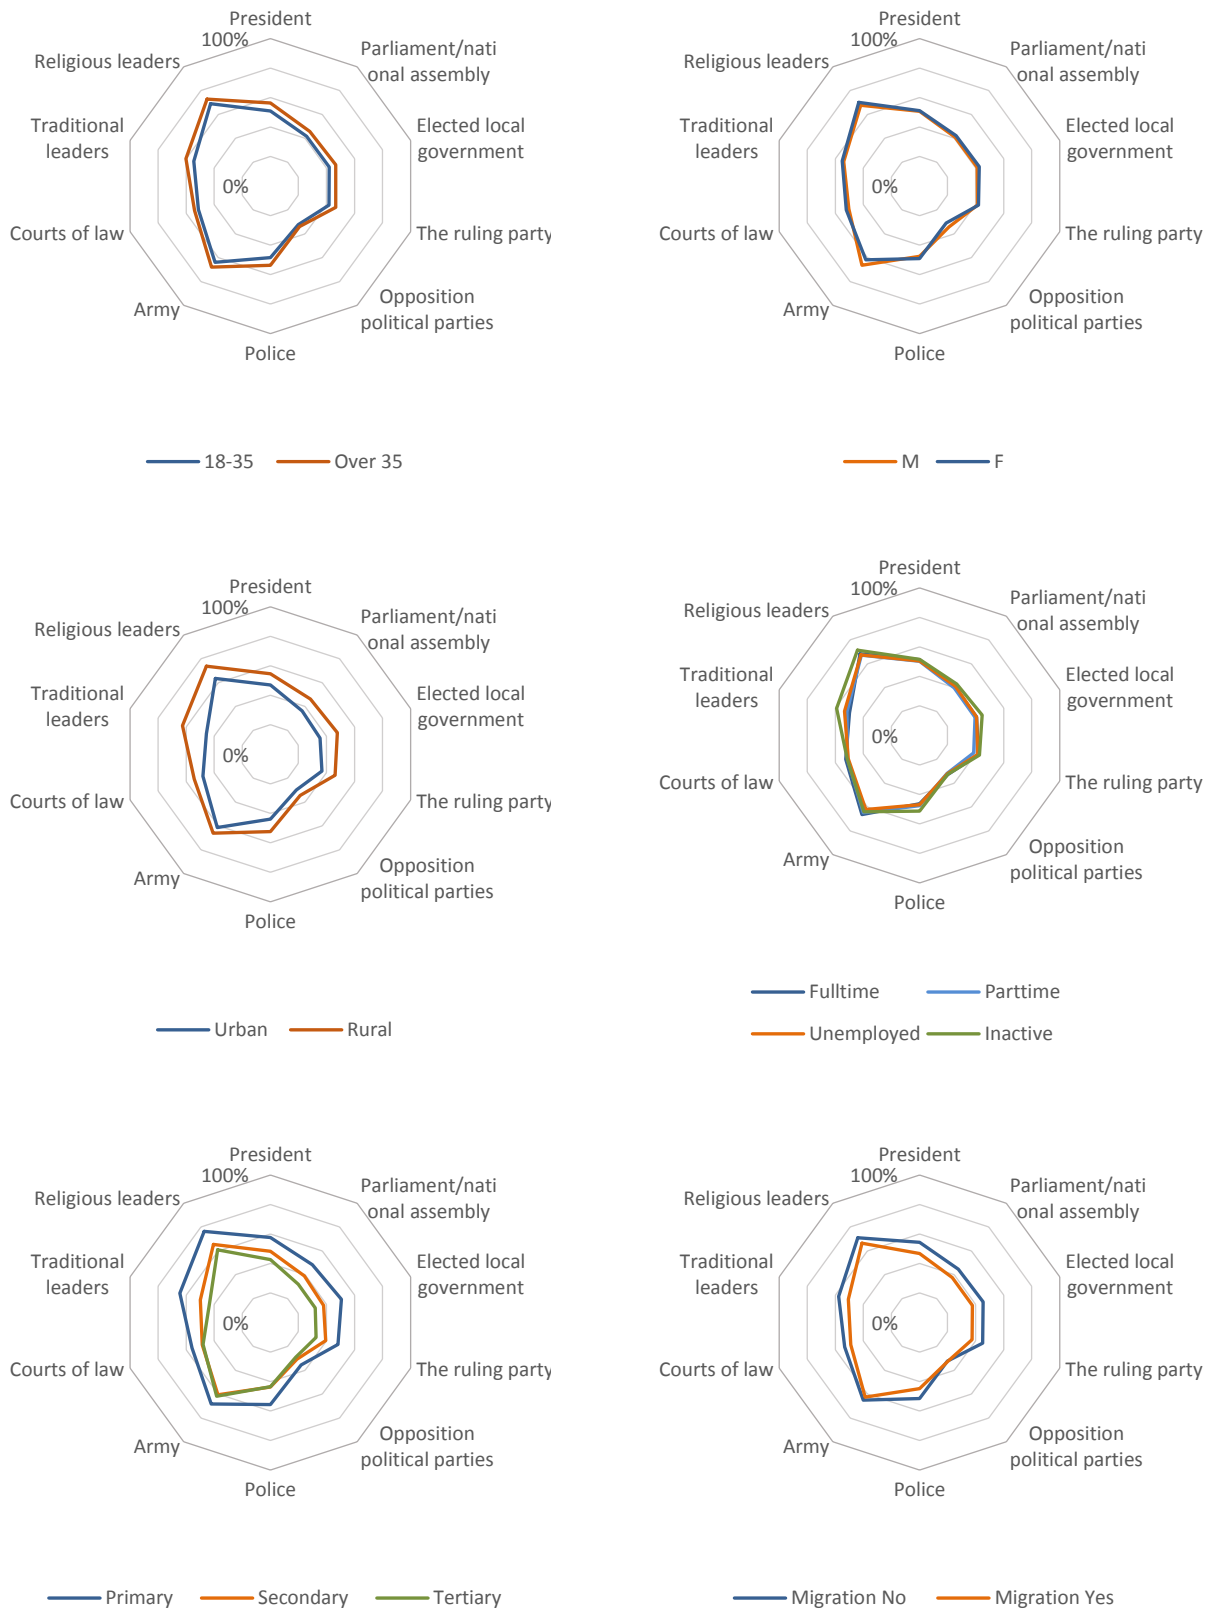 President
100%
Religious leaders
Parliament/nati
onal assembly
Traditional
leaders
Elected local
government
0%
Courts of law
The ruling party
Army
Opposition
political parties
Police
18-35
Over 35
President
100%
Religious leaders
Parliament/nati
onal assembly
Traditional
leaders
Elected local
government
0%
Courts of law
The ruling party
Army
Opposition
political parties
Police
M
F
President
100%
Religious leaders
Parliament/nati
onal assembly
Traditional
leaders
Elected local
government
0%
Courts of law
The ruling party
Army
Opposition
political parties
Police
Urban
Rural
President
100%
Religious leaders
Parliament/nati
onal assembly
Traditional
leaders
Elected local
government
0%
Courts of law
The ruling party
Army
Opposition
political parties
Police
Fulltime
Parttime
Unemployed
Inactive
President
100%
Religious leaders
Parliament/nati
onal assembly
Traditional
leaders
Elected local
government
0%
Courts of law
The ruling party
Army
Opposition
political parties
Police
Primary
Secondary
Tertiary
President
100%
Religious leaders
Parliament/nati
onal assembly
Traditional
leaders
Elected local
government
0%
Courts of law
The ruling party
Army
Opposition
political parties
Police
Migration No
Migration Yes